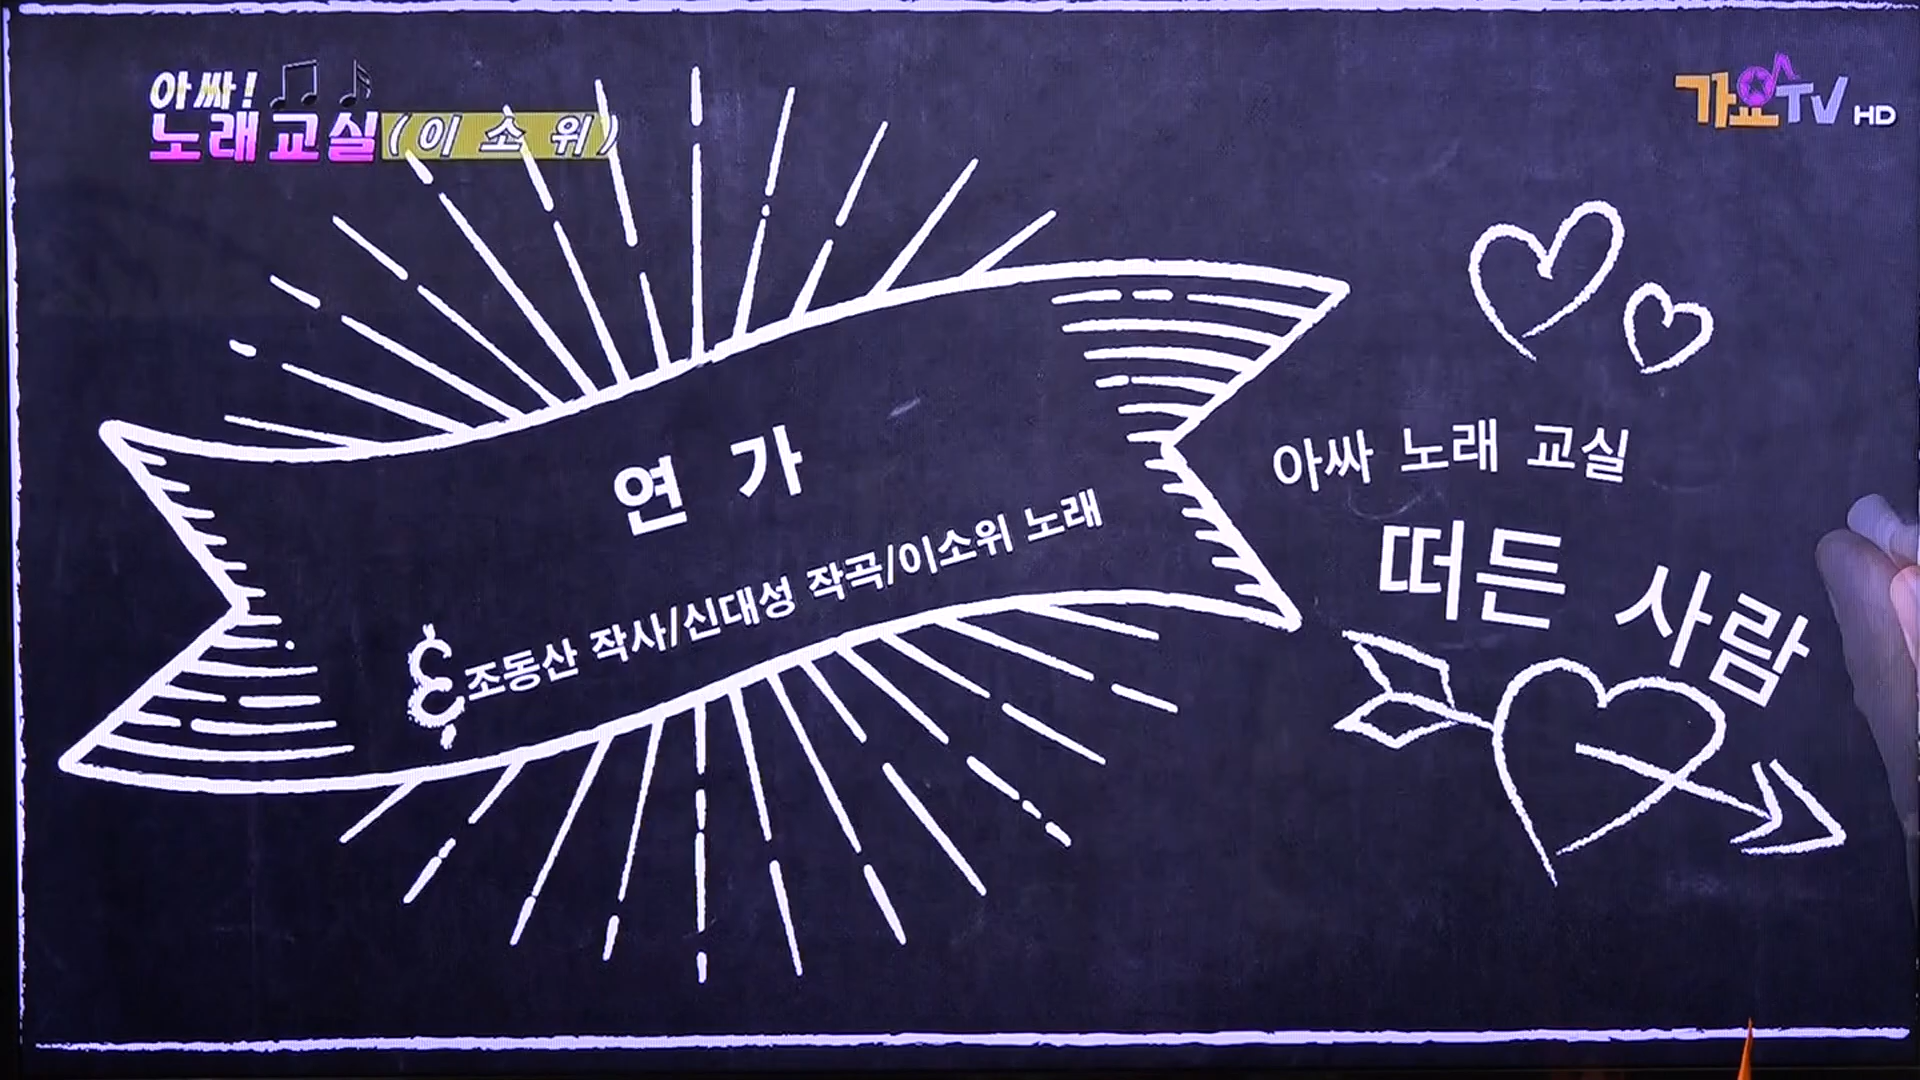 아싸!
노래교실(이 소 위)
가요TV HD
연 가
&조동산 작사/신대성 작곡/이소위 노래
아싸 노래 교실
떠든 사람